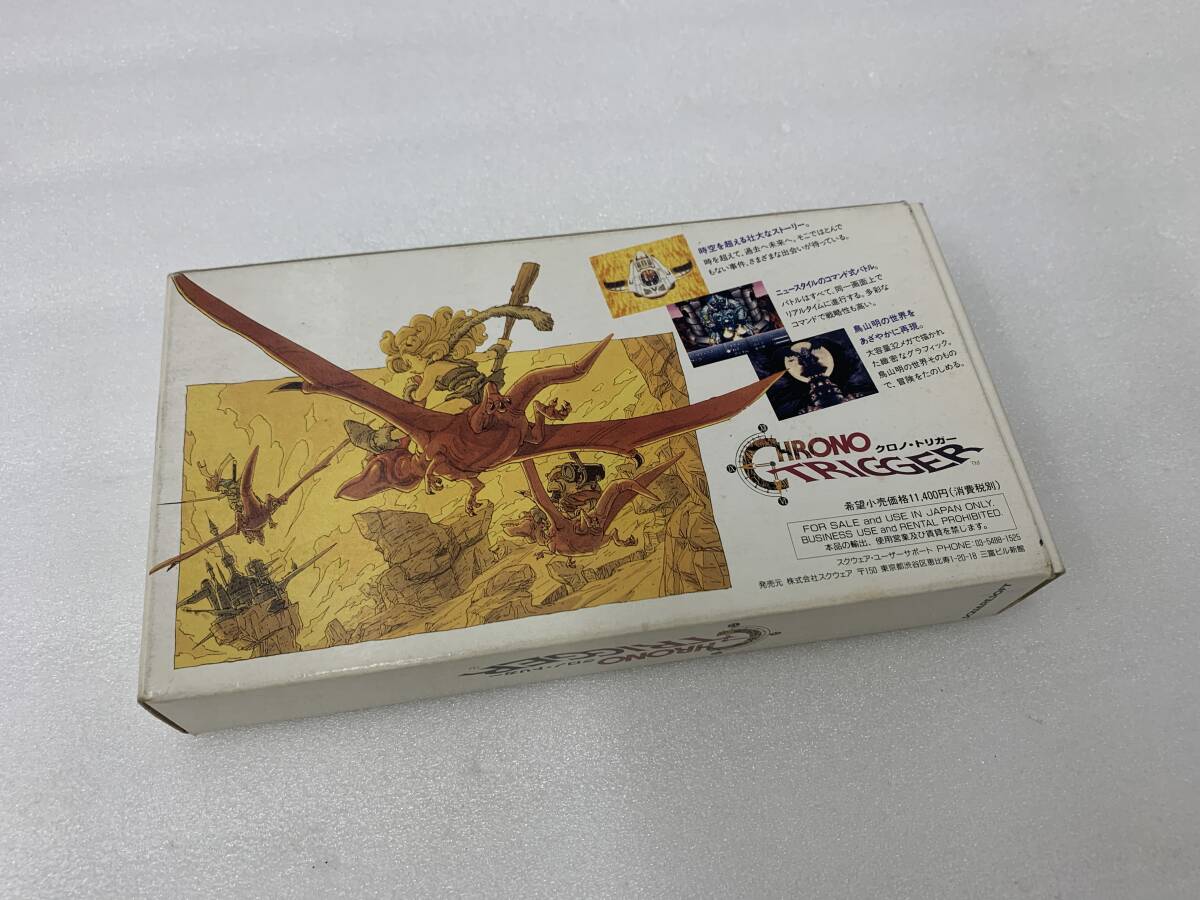 時空を超える壮大なストーリー。
時を超えて、過去へ未来へ。そこではとんで
もない事件、さまざまな出会いが待っている。
ニュースタイルのコマンド式バトル。
バトルはすべて、同一画面上で
リアルタイムに進行する。多彩な
コマンドで戦略性も高い。
鳥山明の世界を
あざやかに再現。
大容量32メガで描かれ
た緻密なグラフィック。
鳥山明の世界そのもの
で、冒険をたのしめる。
CHRONO
クロノ・トリガー
TRIGGER™
希望小売価格11,400円(消費税別)
FOR SALE and USE IN JAPAN ONLY.
BUSINESS USE and RENTAL PROHIBITED.
本品の輸出、使用営業及び賃貸を禁じます。
スクウェア・ユーザーサポート PHONE:03-5488-1525
発売元 株式会社スクウェア 〒150 東京都渋谷区恵比寿1-20-18 三富ビル新館
CHRONO
クロノ・トリガー
TRIGGER™
SQUARESOFT